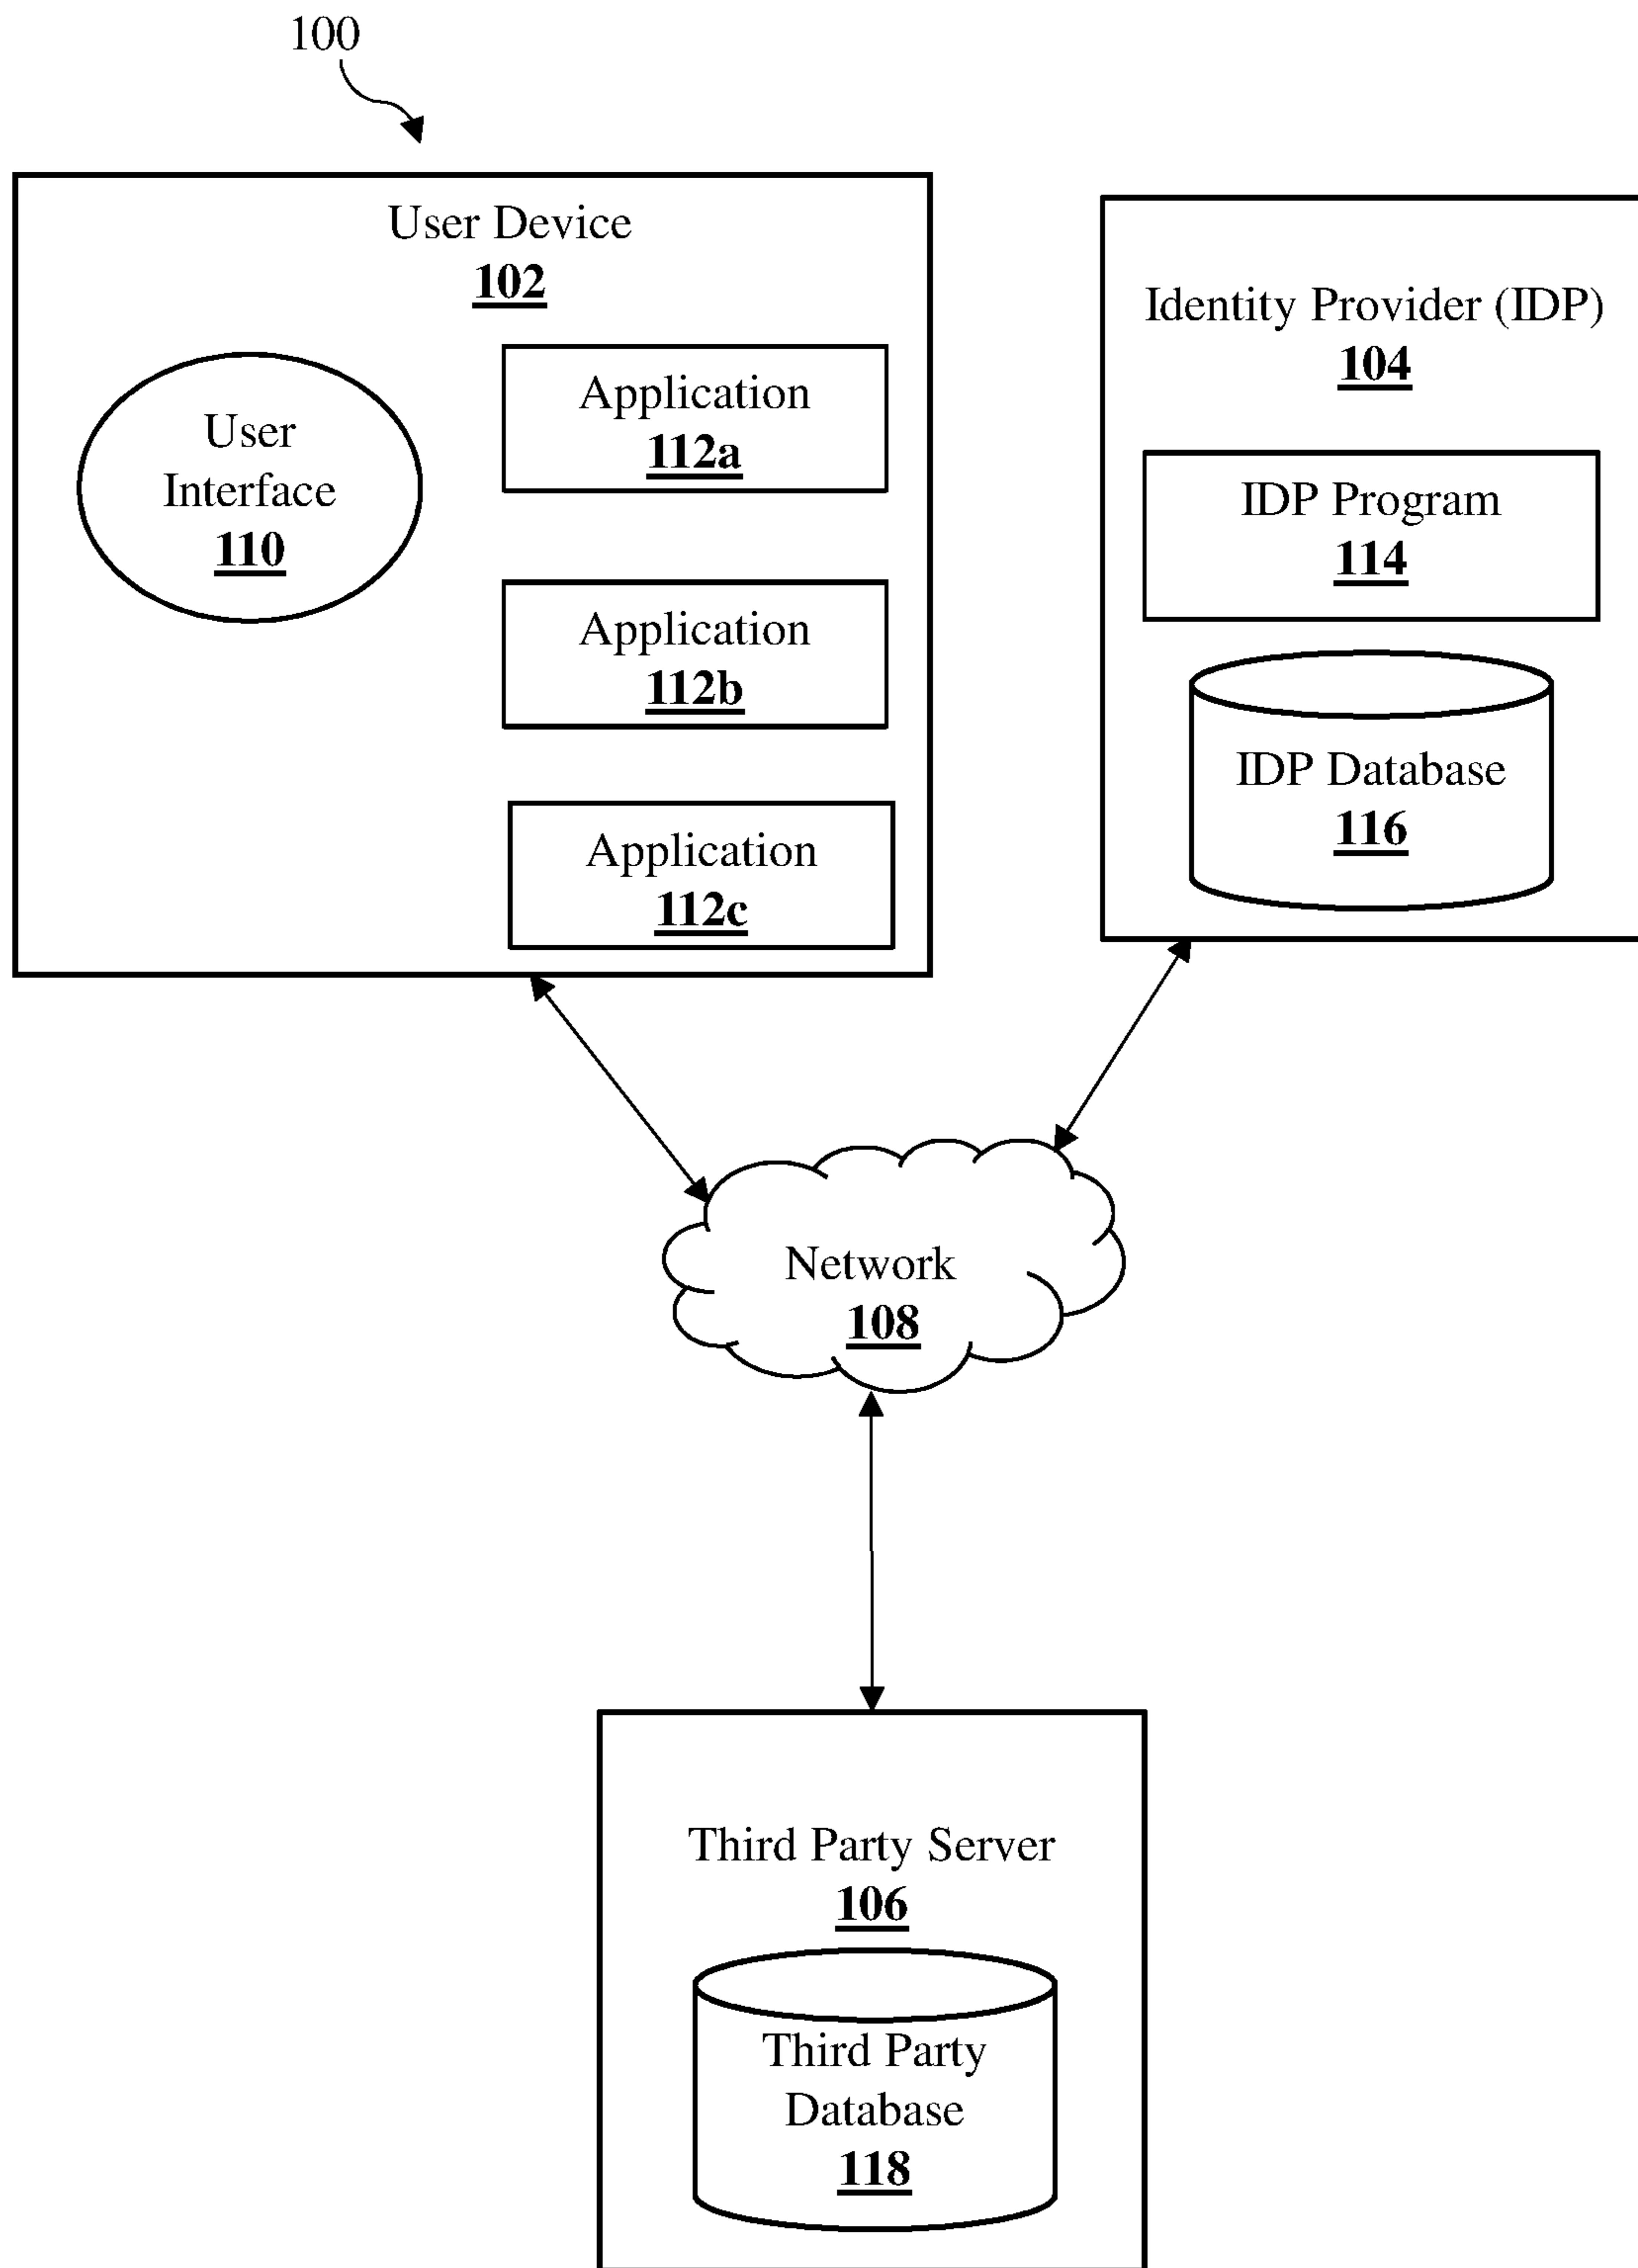 100
User Device
102
User
Interface
110
Application
112a
Application
112b
Application
112c
Identity Provider (IDP)
104
IDP Program
114
IDP Database
116
Network
108
Third Party Server
106
Third Party
Database
118